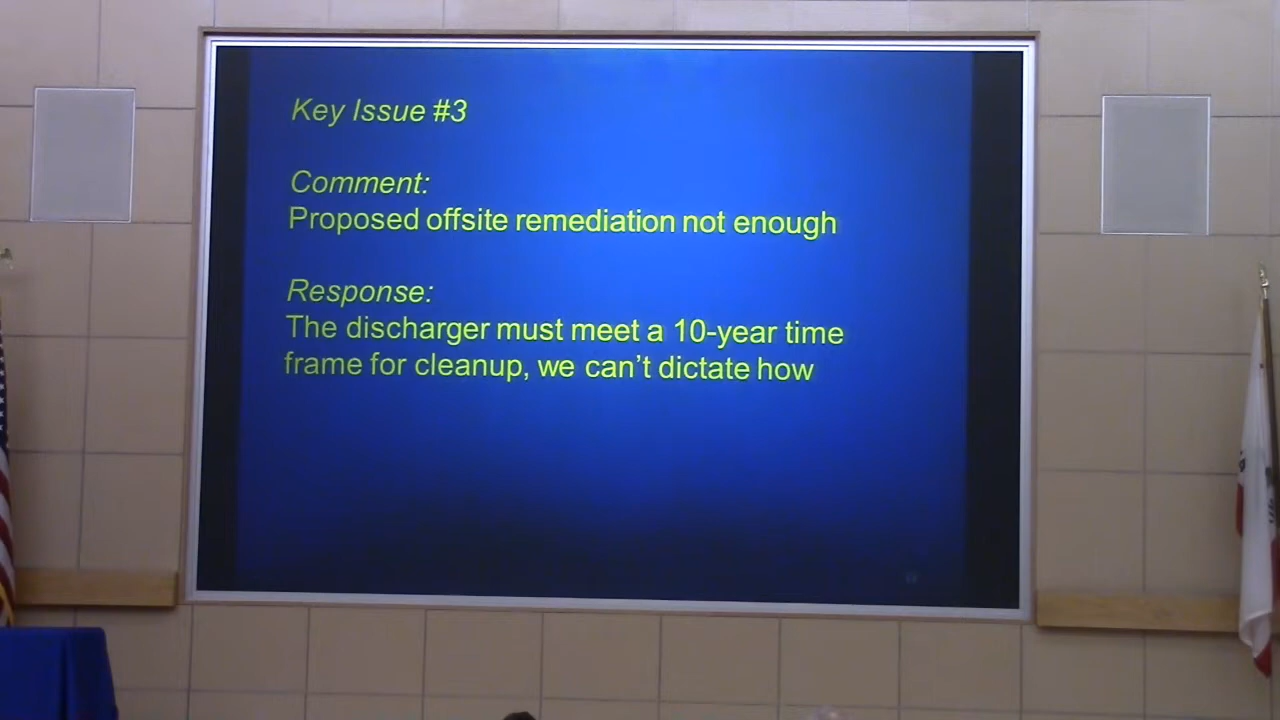 Key Issue #3
Comment:
Proposed offsite remediation not enough
Response:
The discharger must meet a 10-year time
frame for cleanup, we can't dictate how